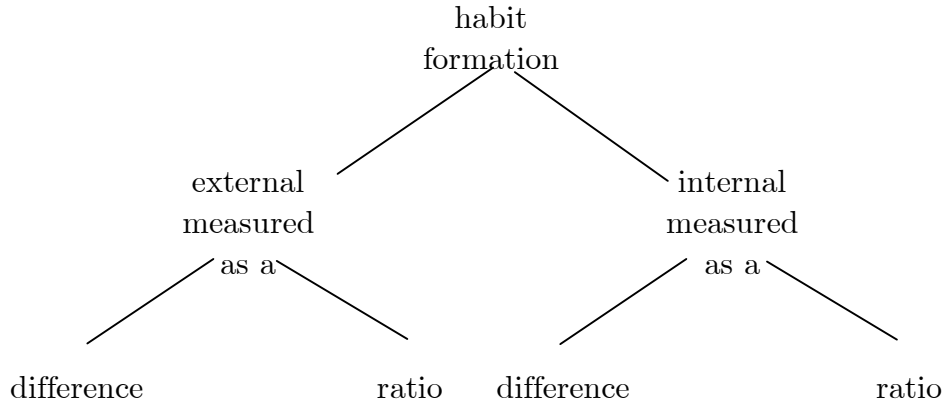 habit
formation
external
measured
as a
internal
measured
as a
difference
ratio
difference
ratio